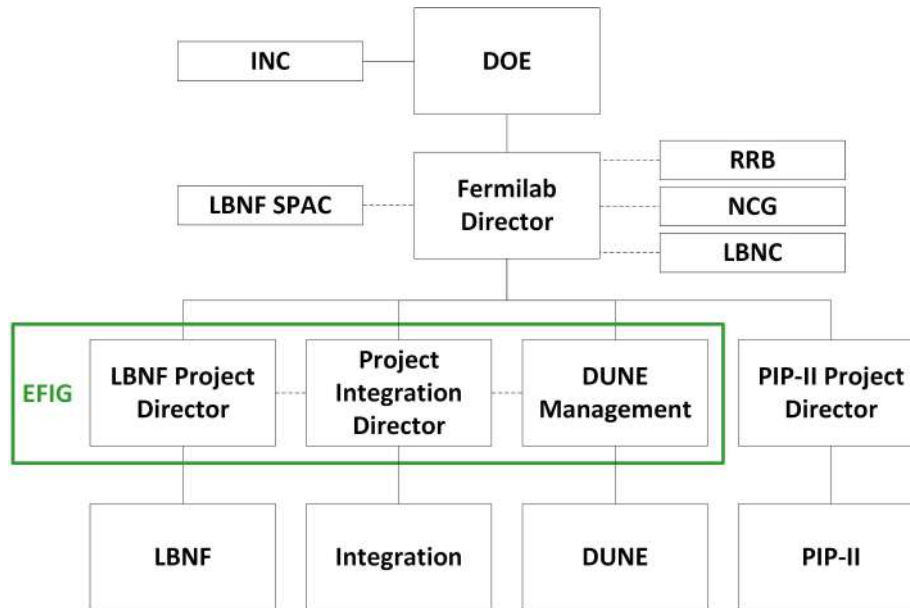 INC
DOE
RRB
Fermilab
Director
LBNF SPAC
NCG
LBNC
EFIG
LBNF Project
Director
Project
Integration
Director
DUNE
Management
PIP-II Project
Director
LBNF
Integration
DUNE
PIP-II